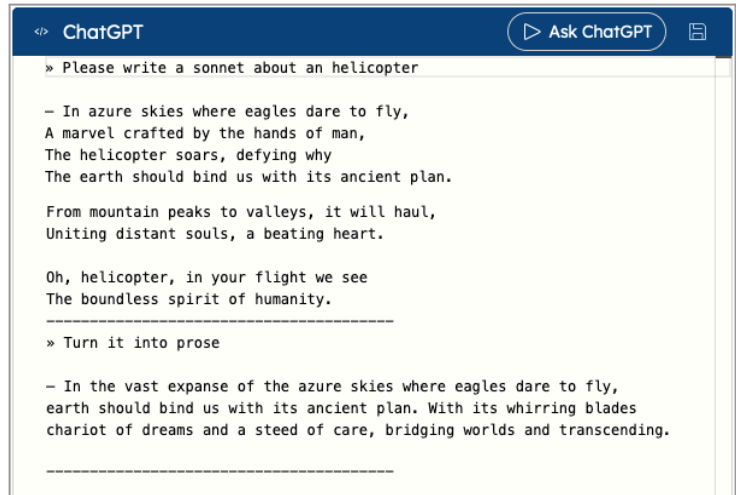 </> ChatGPT
Ask ChatGPT
» Please write a sonnet about an helicopter
— In azure skies where eagles dare to fly,
A marvel crafted by the hands of man,
The helicopter soars, defying why
The earth should bind us with its ancient plan.
From mountain peaks to valleys, it will haul,
Uniting distant souls, a beating heart.
Oh, helicopter, in your flight we see
The boundless spirit of humanity.
----------------------------------------
» Turn it into prose
— In the vast expanse of the azure skies where eagles dare to fly,
earth should bind us with its ancient plan. With its whirring blades
chariot of dreams and a steed of care, bridging worlds and transcending.
----------------------------------------